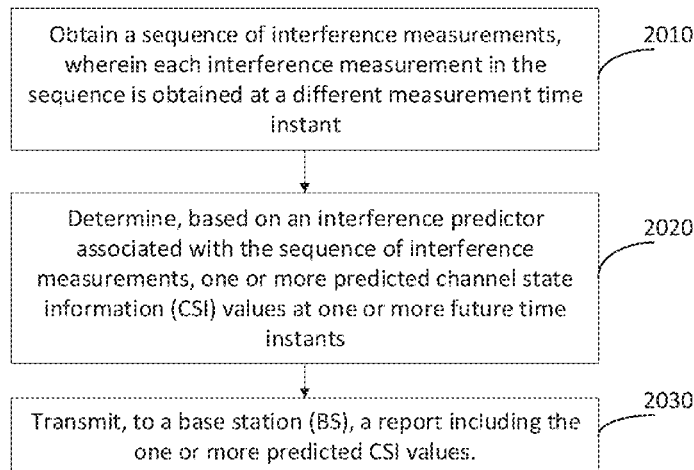 Obtain a sequence of interference measurements,
wherein each interference measurement in the
sequence is obtained at a different measurement time
instant
2010
Determine, based on an interference predictor
associated with the sequence of interference
measurements, one or more predicted channel state
information (CSI) values at one or more future time
instants
2020
Transmit, to a base station (BS), a report including the
one or more predicted CSI values.
2030